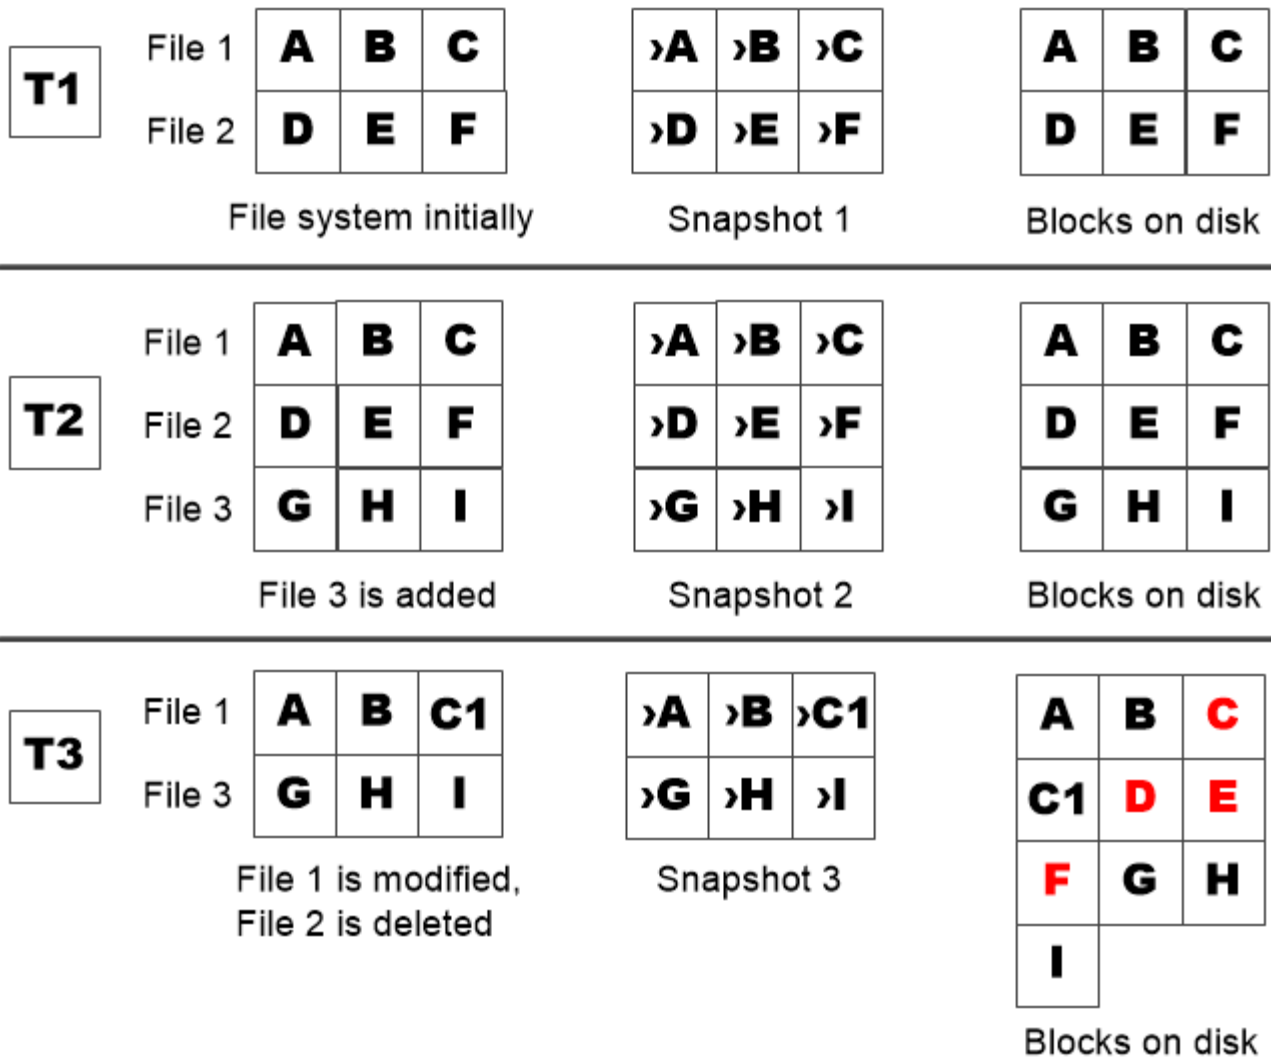 T1
File 1 A B C ›A ›B ›C A B C
File 2 D E F ›D ›E ›F D E F
File system initially Snapshot 1 Blocks on disk
T2
File 1 A B C ›A ›B ›C A B C
File 2 D E F ›D ›E ›F D E F
File 3 G H I ›G ›H ›I G H I
File 3 is added Snapshot 2 Blocks on disk
T3
File 1 A B C1 ›A ›B ›C1 A B C
File 3 G H I ›G ›H ›I C1 D E
File 1 is modified, Snapshot 3 F G H
File 2 is deleted
I
Blocks on disk